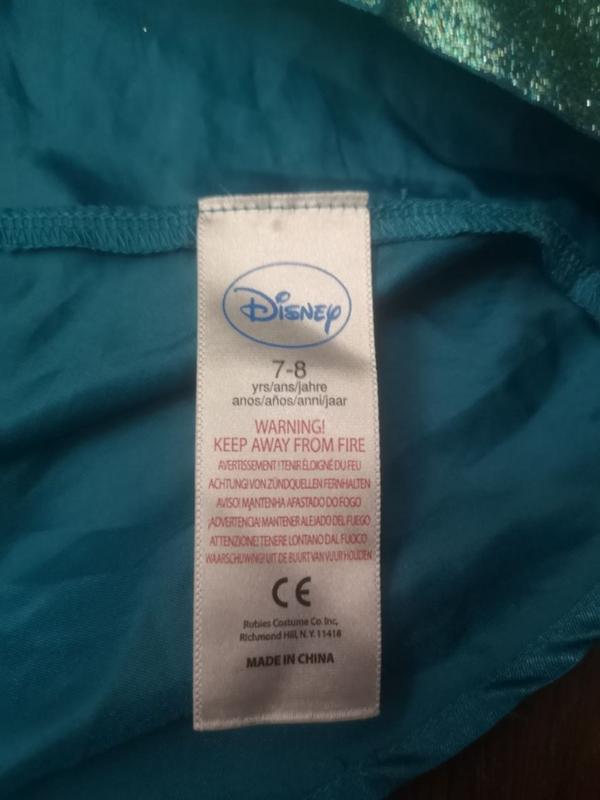 Disney
7-8
yrs/ans/jahre
anos/años/anni/jaar
WARNING!
KEEP AWAY FROM FIRE
AVERTISSEMENT ! TENIR ÉLOIGNÉ DU FEU
ACHTUNG! VON ZÜNDQUELLEN FERNHALTEN
AVISO! MANTENHA AFASTADO DO FOGO
¡ADVERTENCIA! MANTENER ALEJADO DEL FUEGO
ATTENZIONE! TENERE LONTANO DAL FUOCO
WAARSCHUWING! UIT DE BUURT VAN VUUR HOUDEN
CE
Rubies Costume Co. Inc,
Richmond Hill, N.Y. 11418
MADE IN CHINA